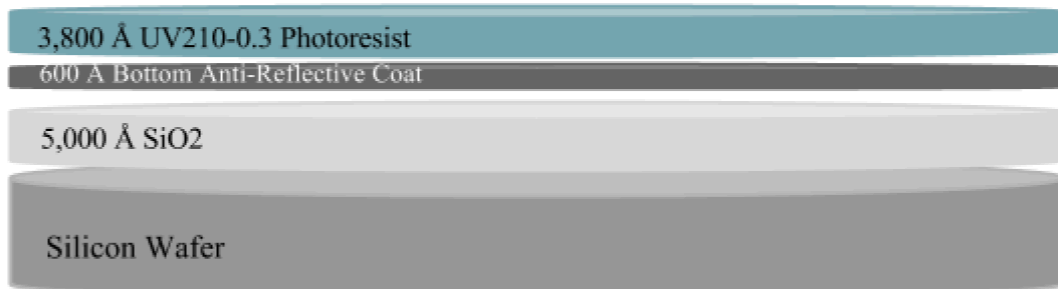 3,800 Å UV210-0.3 Photoresist
600 Å Bottom Anti-Reflective Coat
5,000 Å SiO2
Silicon Wafer